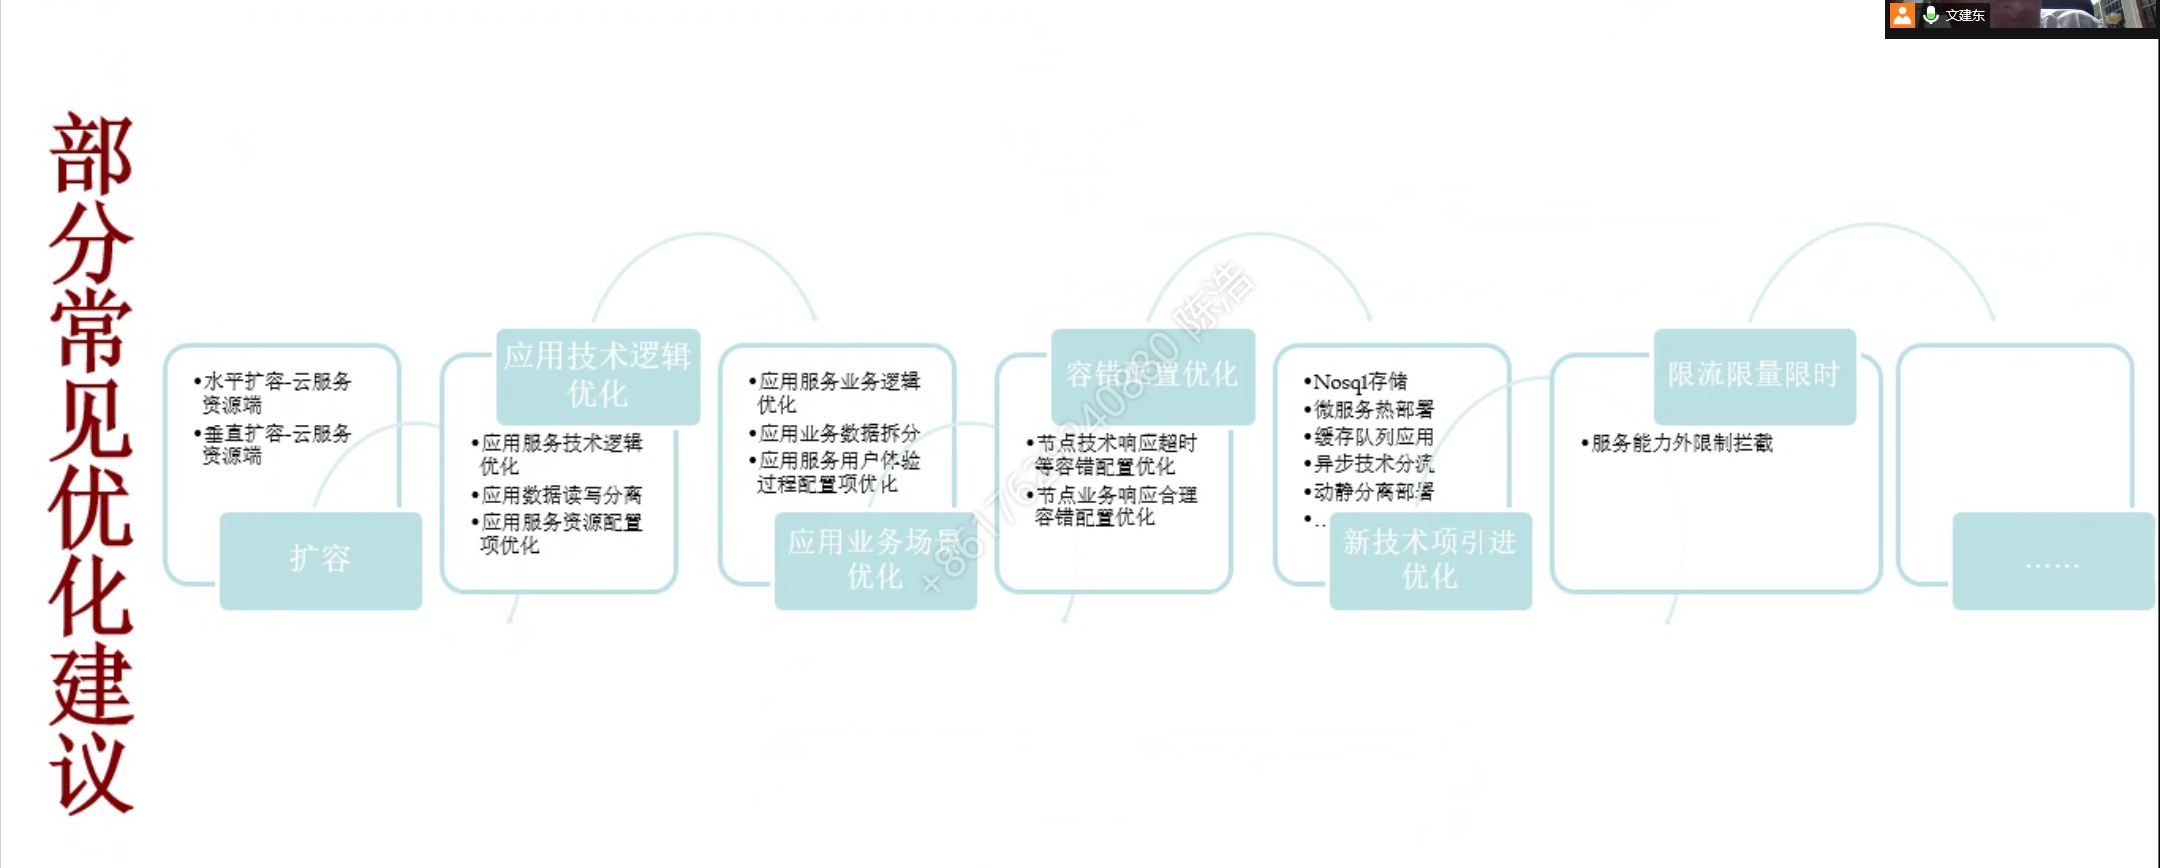 文建东
部分常见优化建议
•水平扩容-云服务
资源端
•垂直扩容-云服务
资源端
扩容
应用技术逻辑
优化
•应用服务技术逻辑
优化
•应用数据读写分离
•应用服务资源配置
项优化
•应用服务业务逻辑
优化
•应用业务数据拆分
•应用服务用户体验
过程配置项优化
应用业务场景
优化
容错配置优化
•节点技术响应超时
等容错配置优化
•节点业务响应合理
容错配置优化
•Nosql存储
•微服务热部署
•缓存队列应用
•异步技术分流
•动静分离部署
•…
新技术项引进
优化
限流限量限时
•服务能力外限制拦截
……
陈浩